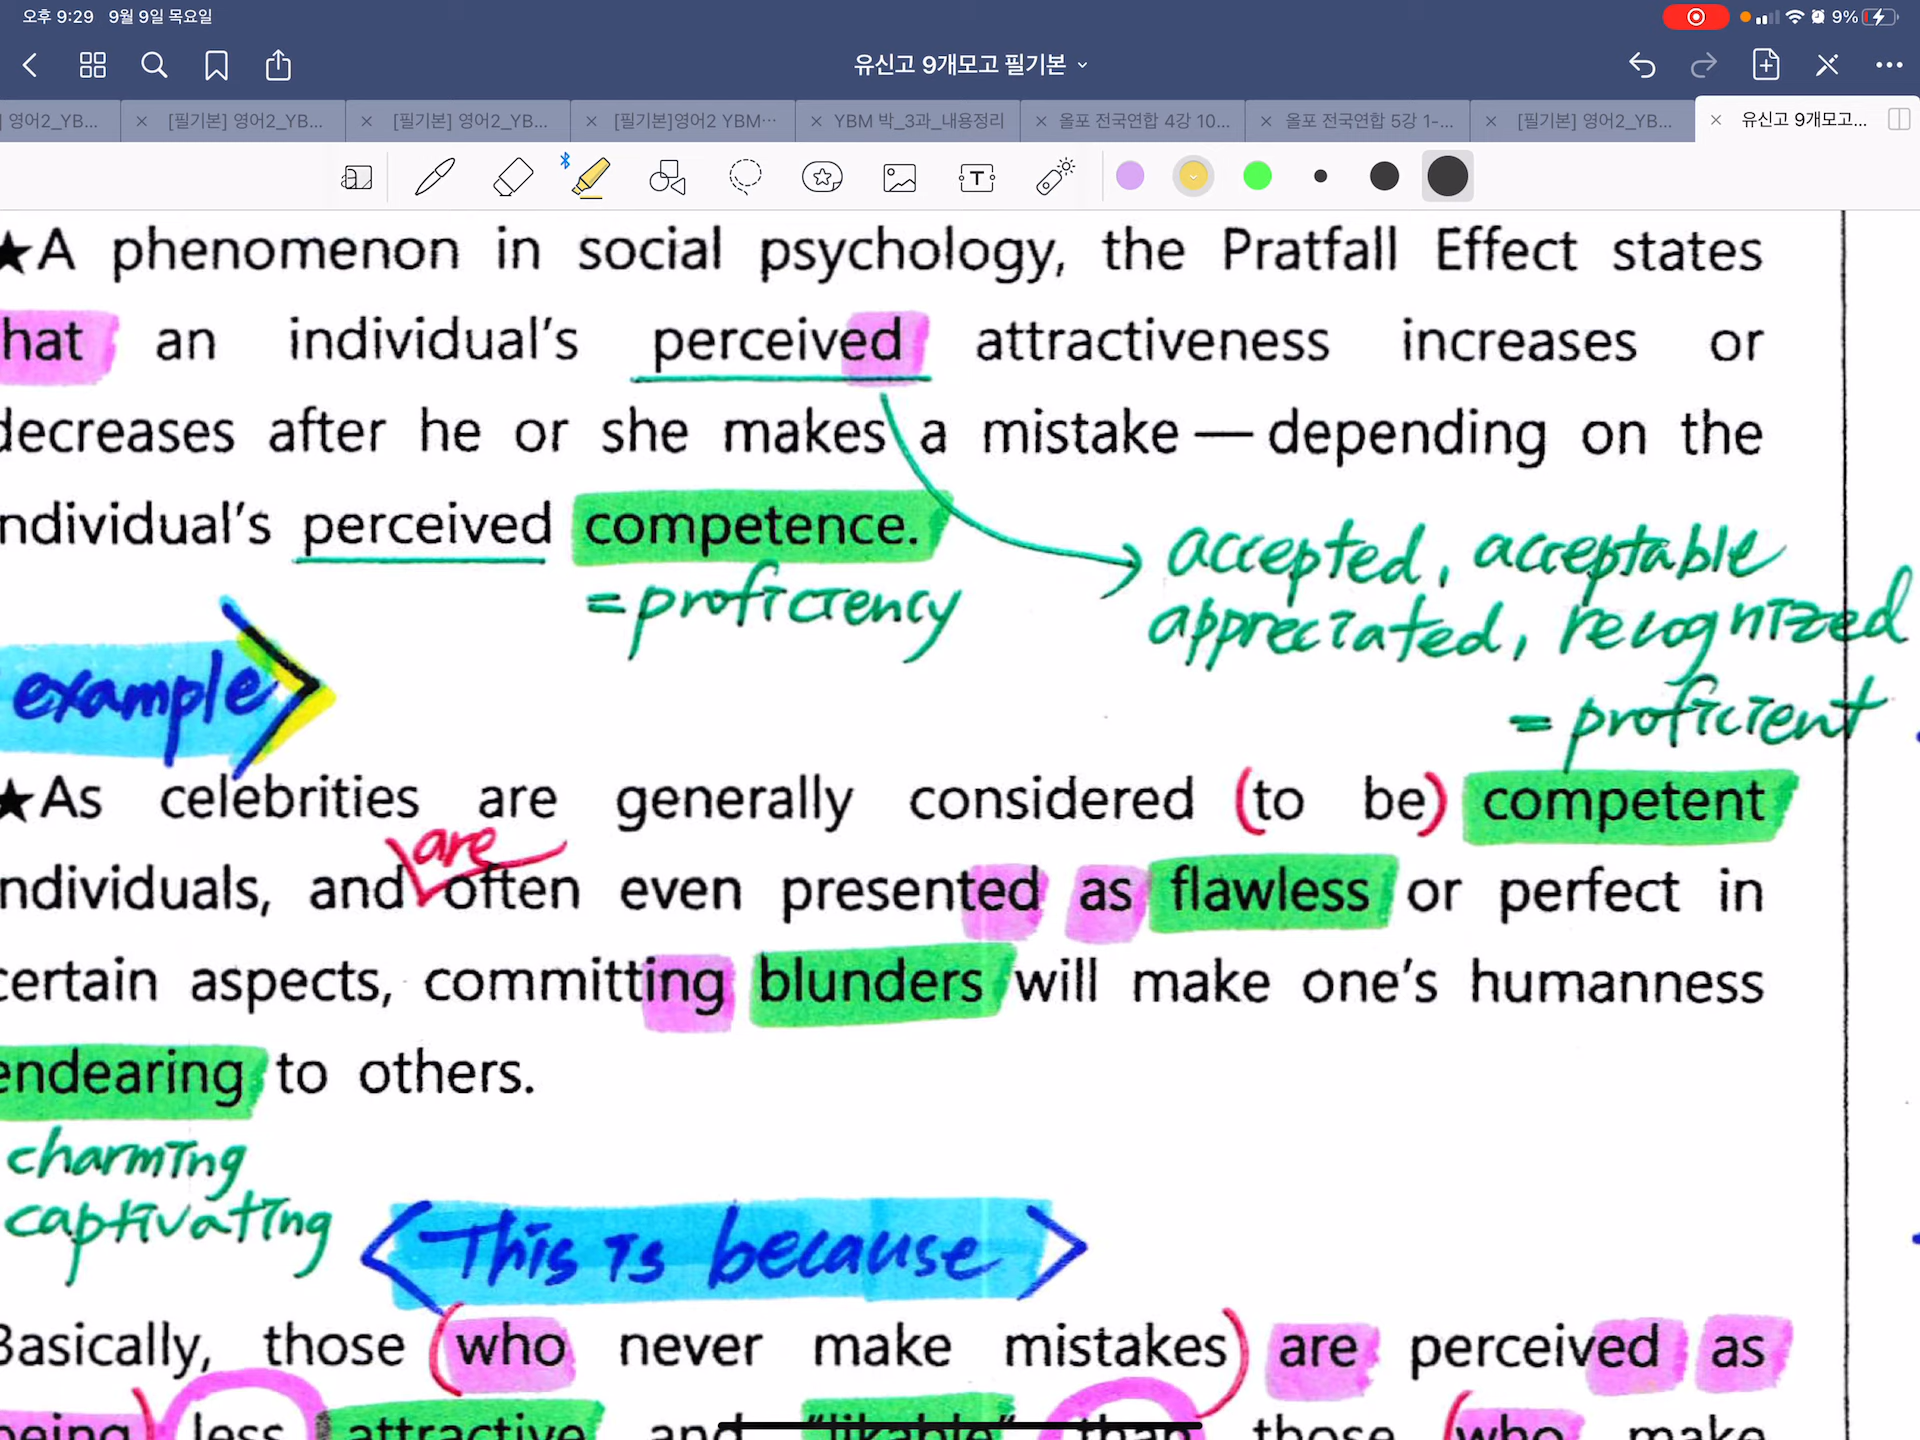 오후 9:29 9월 9일 목요일
9%
유신고 9개모고 필기본
영어2_YB...
× [필기본] 영어2_YB...
× [필기본] 영어2_YB...
× [필기본]영어2 YBM...
× YBM 박_3과_내용정리
× 올포 전국연합 4강 10...
× 올포 전국연합 5강 1-...
× [필기본] 영어2_YB...
× 유신고 9개모고...
★A phenomenon in social psychology, the Pratfall Effect states
hat an individual's perceived attractiveness increases or
decreases after he or she makes a mistake — depending on the
ndividual's perceived competence.
= proficiency
accepted, acceptable
appreciated, recognized
= proficient
example
★As celebrities are generally considered (to be) competent
are
ndividuals, and often even presented as flawless or perfect in
certain aspects, committing blunders will make one's humanness
endearing to others.
charming
captivating
<This is because>
Basically, those (who never make mistakes) are perceived as
being) less attractive and "likable" than those (who make